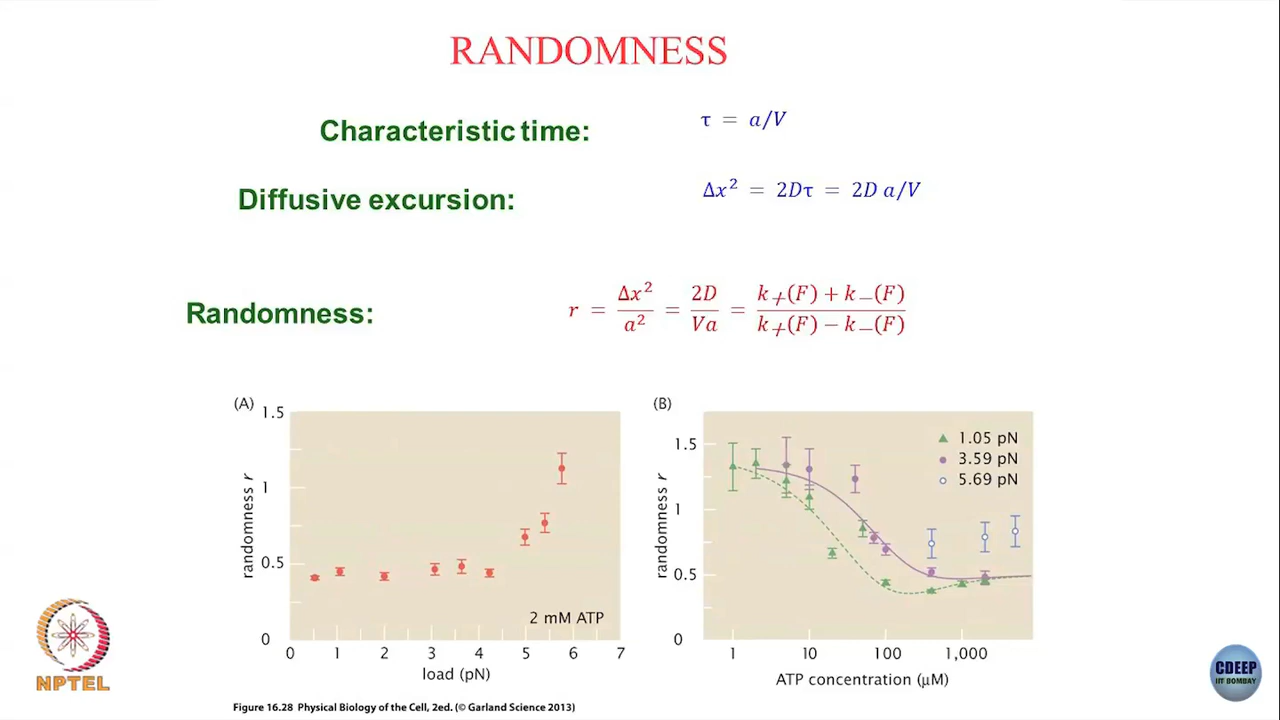 RANDOMNESS
Characteristic time: τ = a/V
Diffusive excursion: Δx² = 2Dτ = 2D a/V
Randomness: r = Δx²/a² = 2D/Va = k₊(F) + k₋(F)/k₊(F) − k₋(F)
(A)
1.5
1
0.5
0
randomness r
2 mM ATP
0 1 2 3 4 5 6 7
load (pN)
(B)
1.5
1
0.5
0
randomness r
1.05 pN
3.59 pN
5.69 pN
1 10 100 1,000
ATP concentration (μM)
NPTEL
CDEEP
IIT BOMBAY
Figure 16.28 Physical Biology of the Cell, 2ed. (© Garland Science 2013)